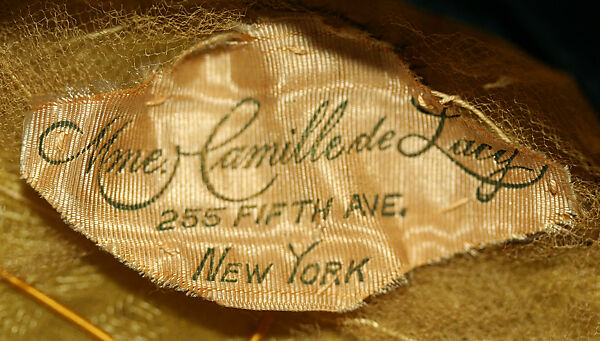 Mme. Camille de Lacy
255 FIFTH AVE.
NEW YORK